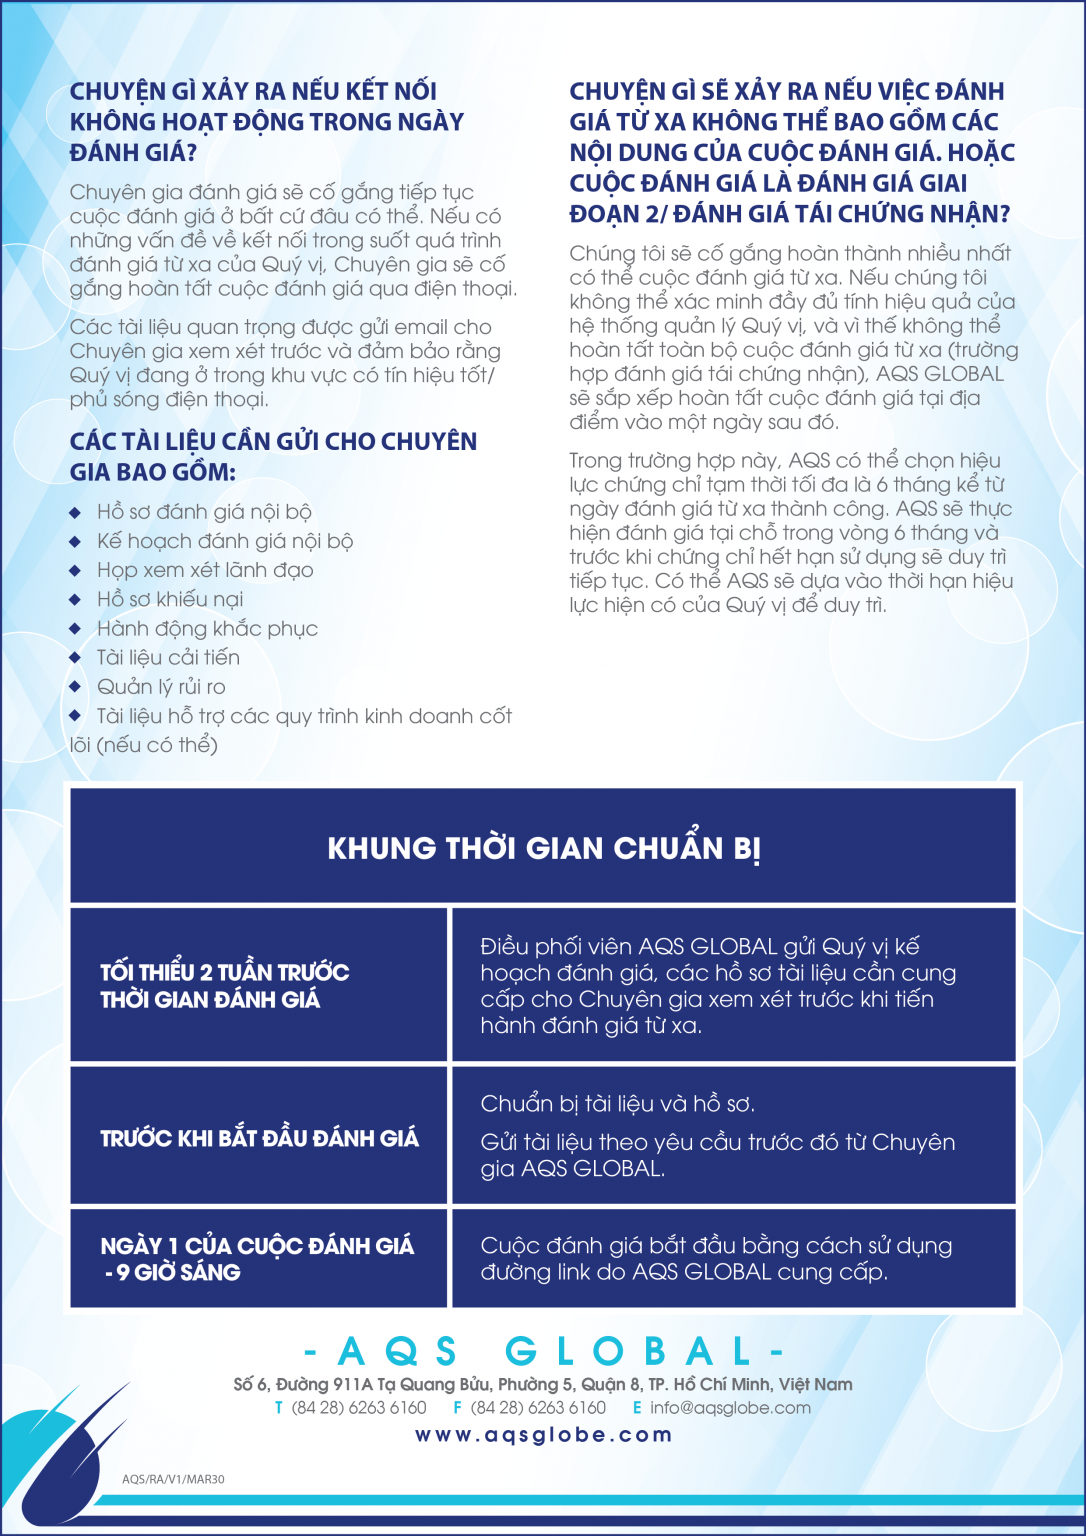 CHUYỆN GÌ XẢY RA NẾU KẾT NỐI
KHÔNG HOẠT ĐỘNG TRONG NGÀY
ĐÁNH GIÁ?
Chuyên gia đánh giá sẽ cố gắng tiếp tục
cuộc đánh giá ở bất cứ đâu có thể. Nếu có
những vấn đề về kết nối trong suốt quá trình
đánh giá từ xa của Quý vị, Chuyên gia sẽ cố
gắng hoàn tất cuộc đánh giá qua điện thoại.
Các tài liệu quan trọng được gửi email cho
Chuyên gia xem xét trước và đảm bảo rằng
Quý vị đang ở trong khu vực có tín hiệu tốt/
phủ sóng điện thoại.
CÁC TÀI LIỆU CẦN GỬI CHO CHUYÊN
GIA BAO GỒM:
◆ Hồ sơ đánh giá nội bộ
◆ Kế hoạch đánh giá nội bộ
◆ Họp xem xét lãnh đạo
◆ Hồ sơ khiếu nại
◆ Hành động khắc phục
◆ Tài liệu cải tiến
◆ Quản lý rủi ro
◆ Tài liệu hỗ trợ các quy trình kinh doanh cốt
lõi (nếu có thể)
CHUYỆN GÌ SẼ XẢY RA NẾU VIỆC ĐÁNH
GIÁ TỪ XA KHÔNG THỂ BAO GỒM CÁC
NỘI DUNG CỦA CUỘC ĐÁNH GIÁ. HOẶC
CUỘC ĐÁNH GIÁ LÀ ĐÁNH GIÁ GIAI
ĐOẠN 2/ ĐÁNH GIÁ TÁI CHỨNG NHẬN?
Chúng tôi sẽ cố gắng hoàn thành nhiều nhất
có thể cuộc đánh giá từ xa. Nếu chúng tôi
không thể xác minh đầy đủ tính hiệu quả của
hệ thống quản lý Quý vị, và vì thế không thể
hoàn tất toàn bộ cuộc đánh giá từ xa (trường
hợp đánh giá tái chứng nhận), AQS GLOBAL
sẽ sắp xếp hoàn tất cuộc đánh giá tại địa
điểm vào một ngày sau đó.
Trong trường hợp này, AQS có thể chọn hiệu
lực chứng chỉ tạm thời tối đa là 6 tháng kể từ
ngày đánh giá từ xa thành công. AQS sẽ thực
hiện đánh giá tại chỗ trong vòng 6 tháng và
trước khi chứng chỉ hết hạn sử dụng sẽ duy trì
tiếp tục. Có thể AQS sẽ dựa vào thời hạn hiệu
lực hiện có của Quý vị để duy trì.
KHUNG THỜI GIAN CHUẨN BỊ
TỐI THIỂU 2 TUẦN TRƯỚC
THỜI GIAN ĐÁNH GIÁ
Điều phối viên AQS GLOBAL gửi Quý vị kế
hoạch đánh giá, các hồ sơ tài liệu cần cung
cấp cho Chuyên gia xem xét trước khi tiến
hành đánh giá từ xa.
TRƯỚC KHI BẮT ĐẦU ĐÁNH GIÁ
Chuẩn bị tài liệu và hồ sơ.
Gửi tài liệu theo yêu cầu trước đó từ Chuyên
gia AQS GLOBAL.
NGÀY 1 CỦA CUỘC ĐÁNH GIÁ
- 9 GIỜ SÁNG
Cuộc đánh giá bắt đầu bằng cách sử dụng
đường link do AQS GLOBAL cung cấp.
- AQS GLOBAL -
Số 6, Đường 911A Tạ Quang Bửu, Phường 5, Quận 8, TP. Hồ Chí Minh, Việt Nam
T (84 28) 6263 6160 F (84 28) 6263 6160 E info@aqsglobe.com
www.aqsglobe.com
AQS/RA/V1/MAR30